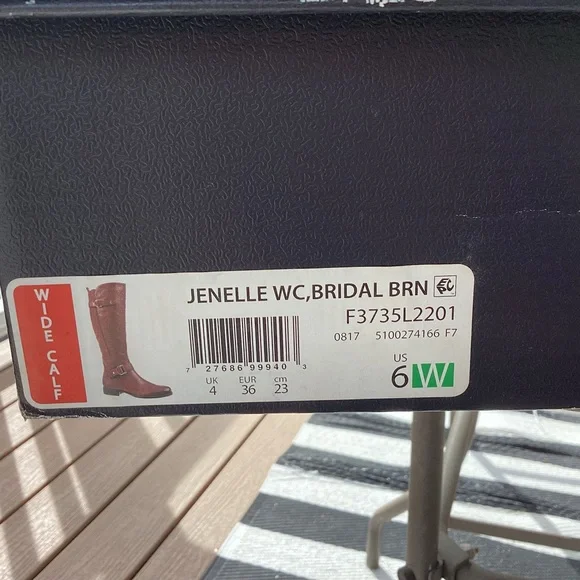 WIDE CALF
JENELLE WC,BRIDAL BRN
F3735L2201
0817 5100274166 F7
7 27686 99940 3
UK EUR cm
4 36 23
US
6 W